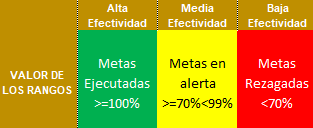 Alta Efectividad
Media Efectividad
Baja Efectividad
VALOR DE LOS RANGOS
Metas Ejecutadas >=100%
Metas en alerta >=70%<99%
Metas Rezagadas <70%